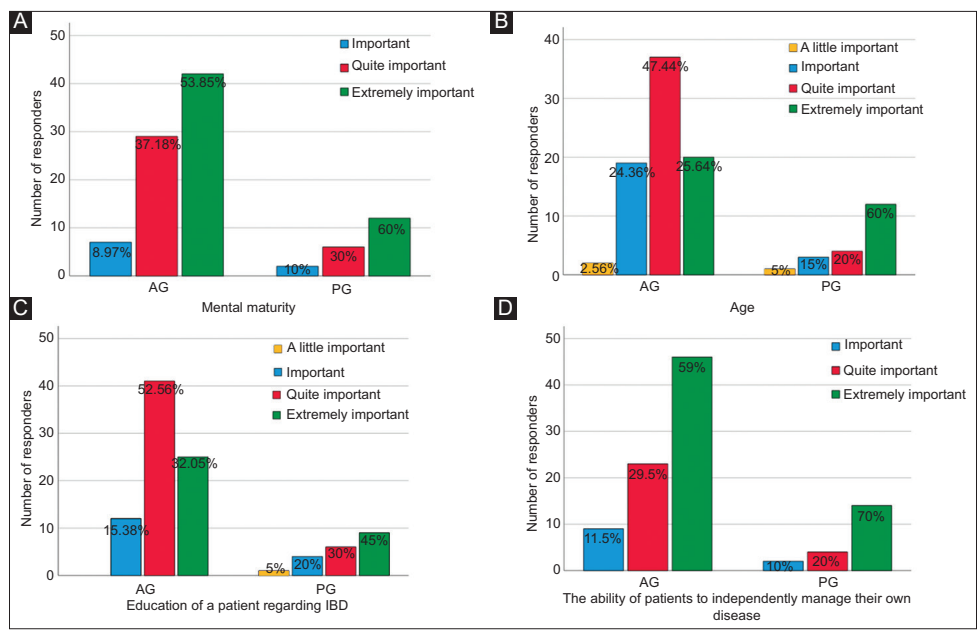 A
50
40
30
20
10
0
Number of responders
Important
Quite important
Extremely important
8.97%
37.18%
53.85%
10%
30%
60%
AG
PG
Mental maturity
B
40
30
20
10
0
Number of responders
A little important
Important
Quite important
Extremely important
2.56%
24.36%
47.44%
25.64%
5%
15%
20%
60%
AG
PG
Age
C
50
40
30
20
10
0
Number of responders
A little important
Important
Quite important
Extremely important
15.38%
52.56%
32.05%
5%
20%
30%
45%
AG
PG
Education of a patient regarding IBD
D
50
40
30
20
10
0
Number of responders
Important
Quite important
Extremely important
11.5%
29.5%
59%
10%
20%
70%
AG
PG
The ability of patients to independently manage their own
disease